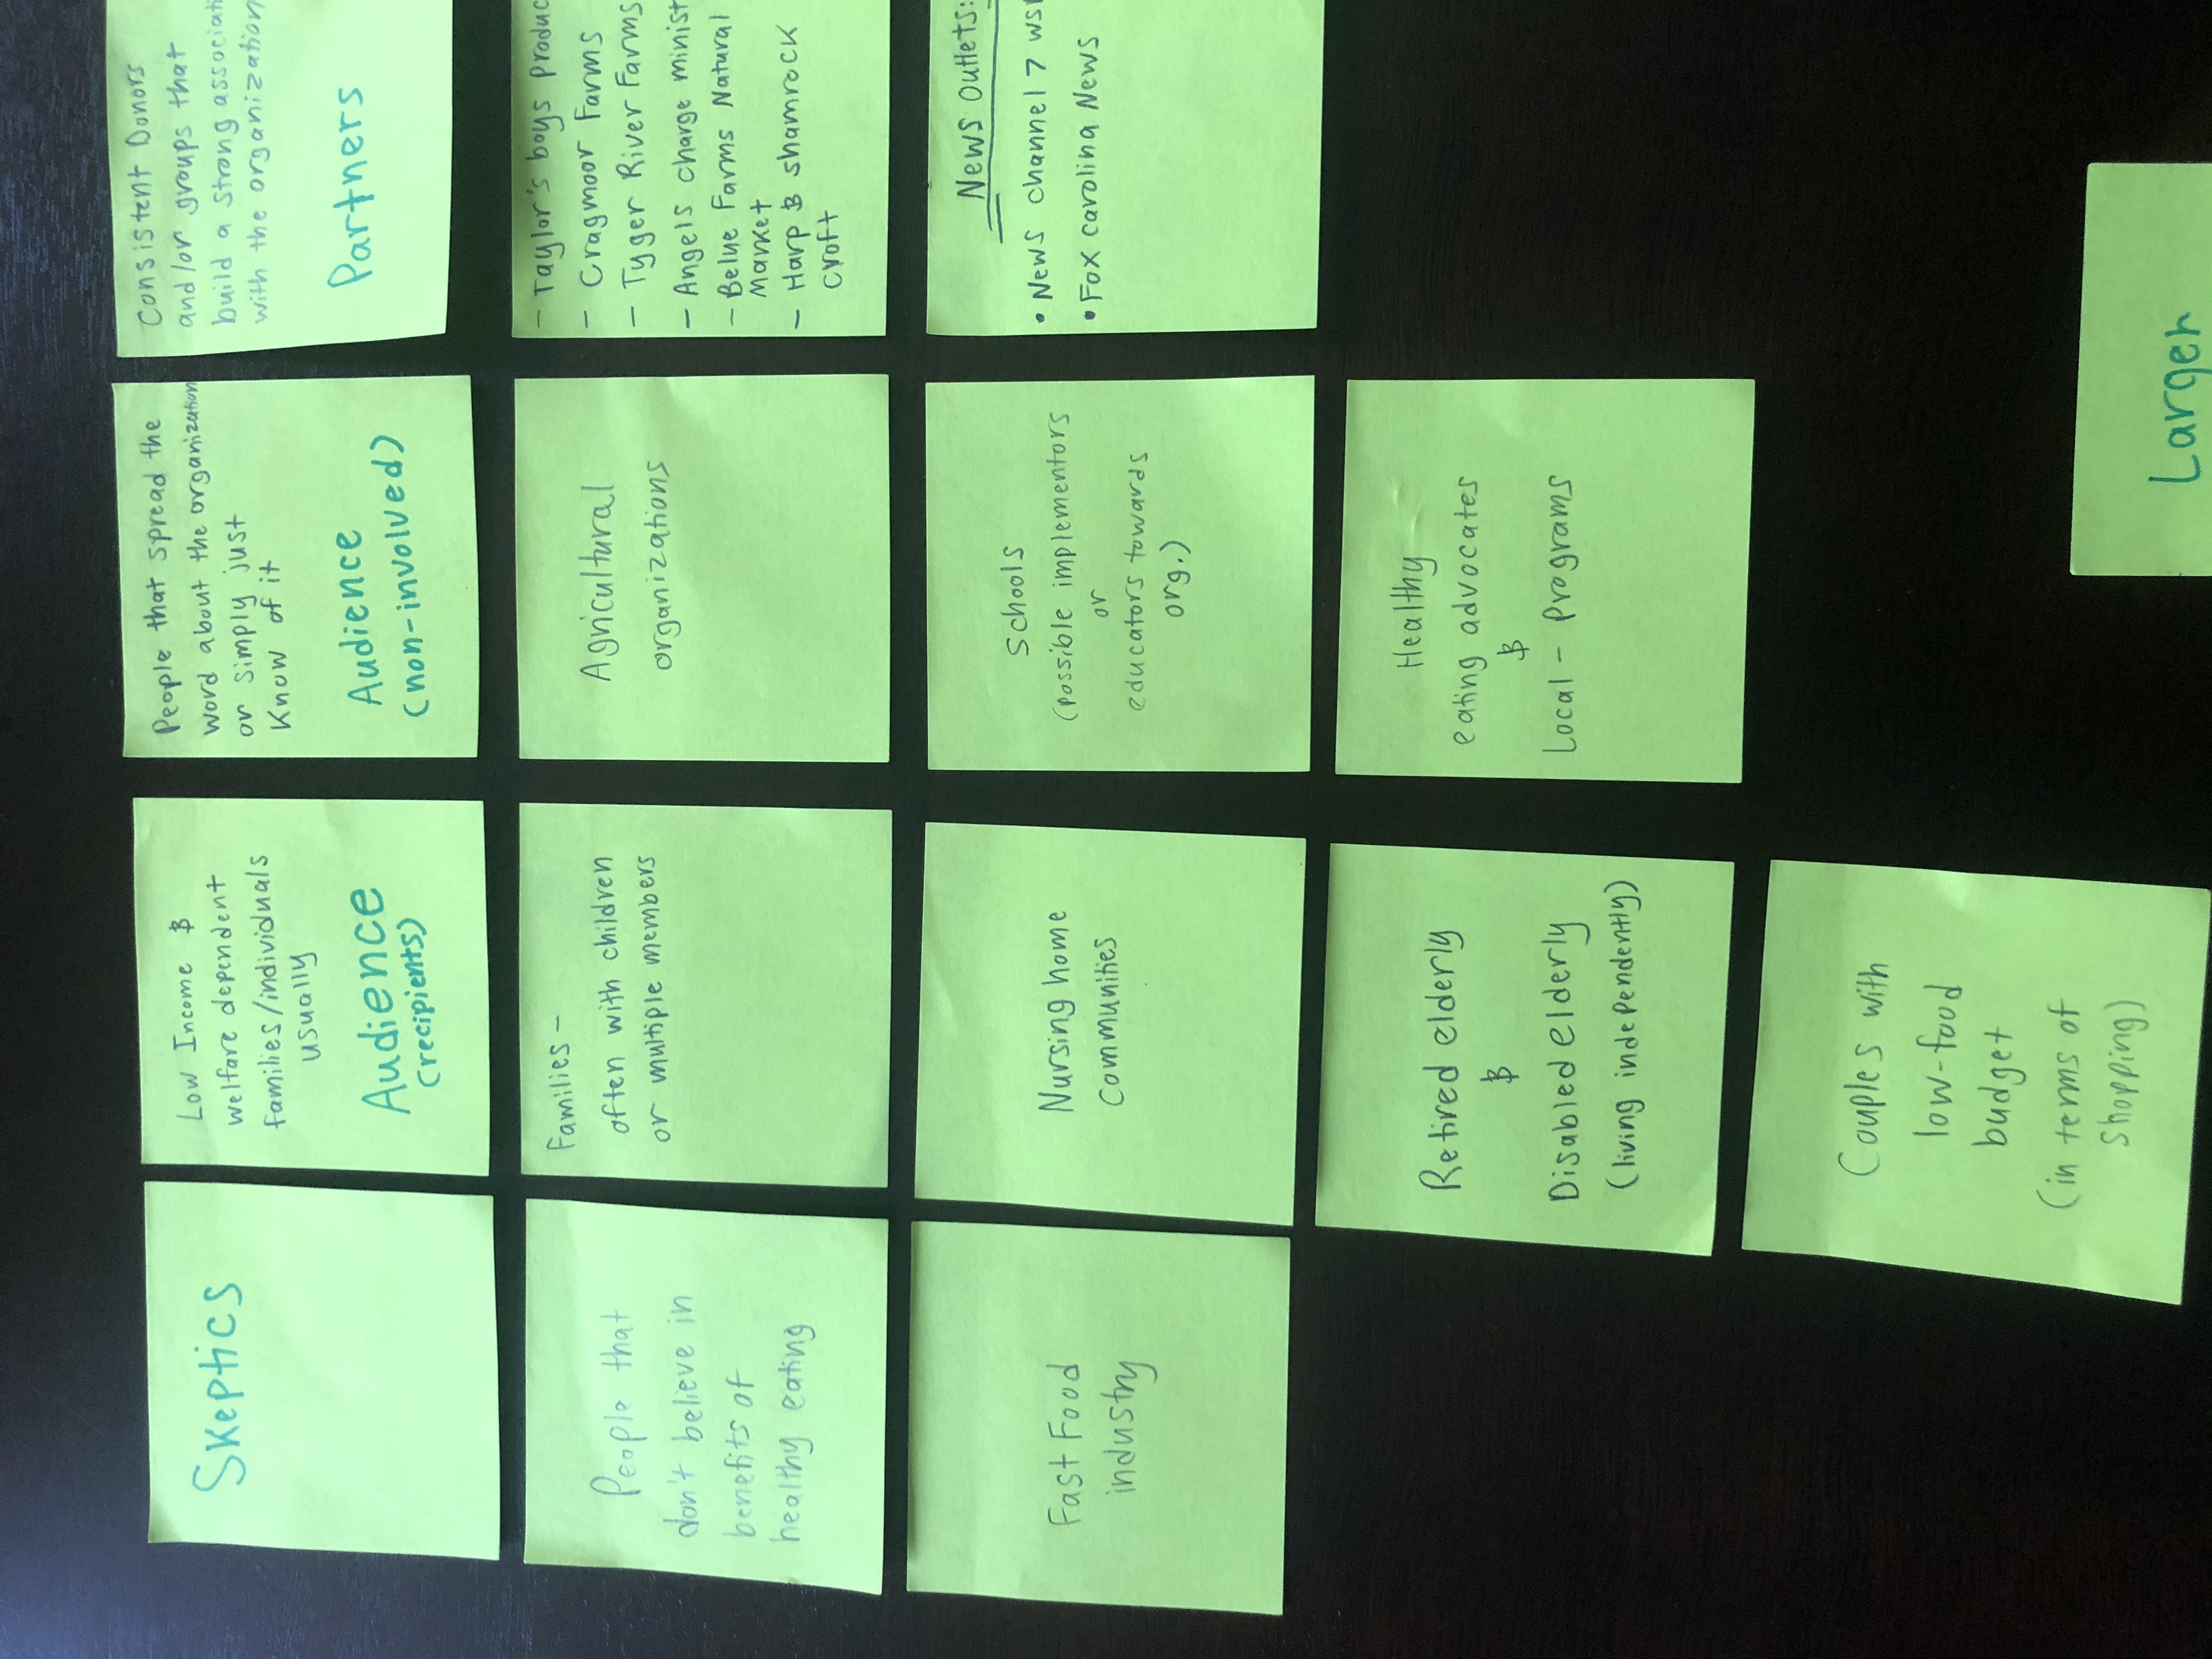 Skeptics
Low Income &
welfare dependent
families/individuals
usually
Audience
(recipients)
People that spread the
word about the organization
or simply just
Know of it
Audience
(non-involved)
Consistent Donors
and/or groups that
build a strong associati
with the organization
Partners
People that
don't believe in
benefits of
healthy eating
Families -
often with children
or multiple members
Agricultural
organizations
- Taylor's boys Produc
- Cragmoor Farms
- Tyger River Farms
- Angels charge minist
- Belue Farms Natural
Market
- Harp & shamrock
croft
Fast Food
industry
Nursing home
Communities
Schools
(possible implementors
or
educators towards
org.)
News Outlets:
• News channel 7 WS
• Fox carolina News
Retired elderly
&
Disabled elderly
(living independently)
Healthy
eating advocates
&
Local - Programs
Couples with
low-food
budget
(in terms of
Shopping)
Larger